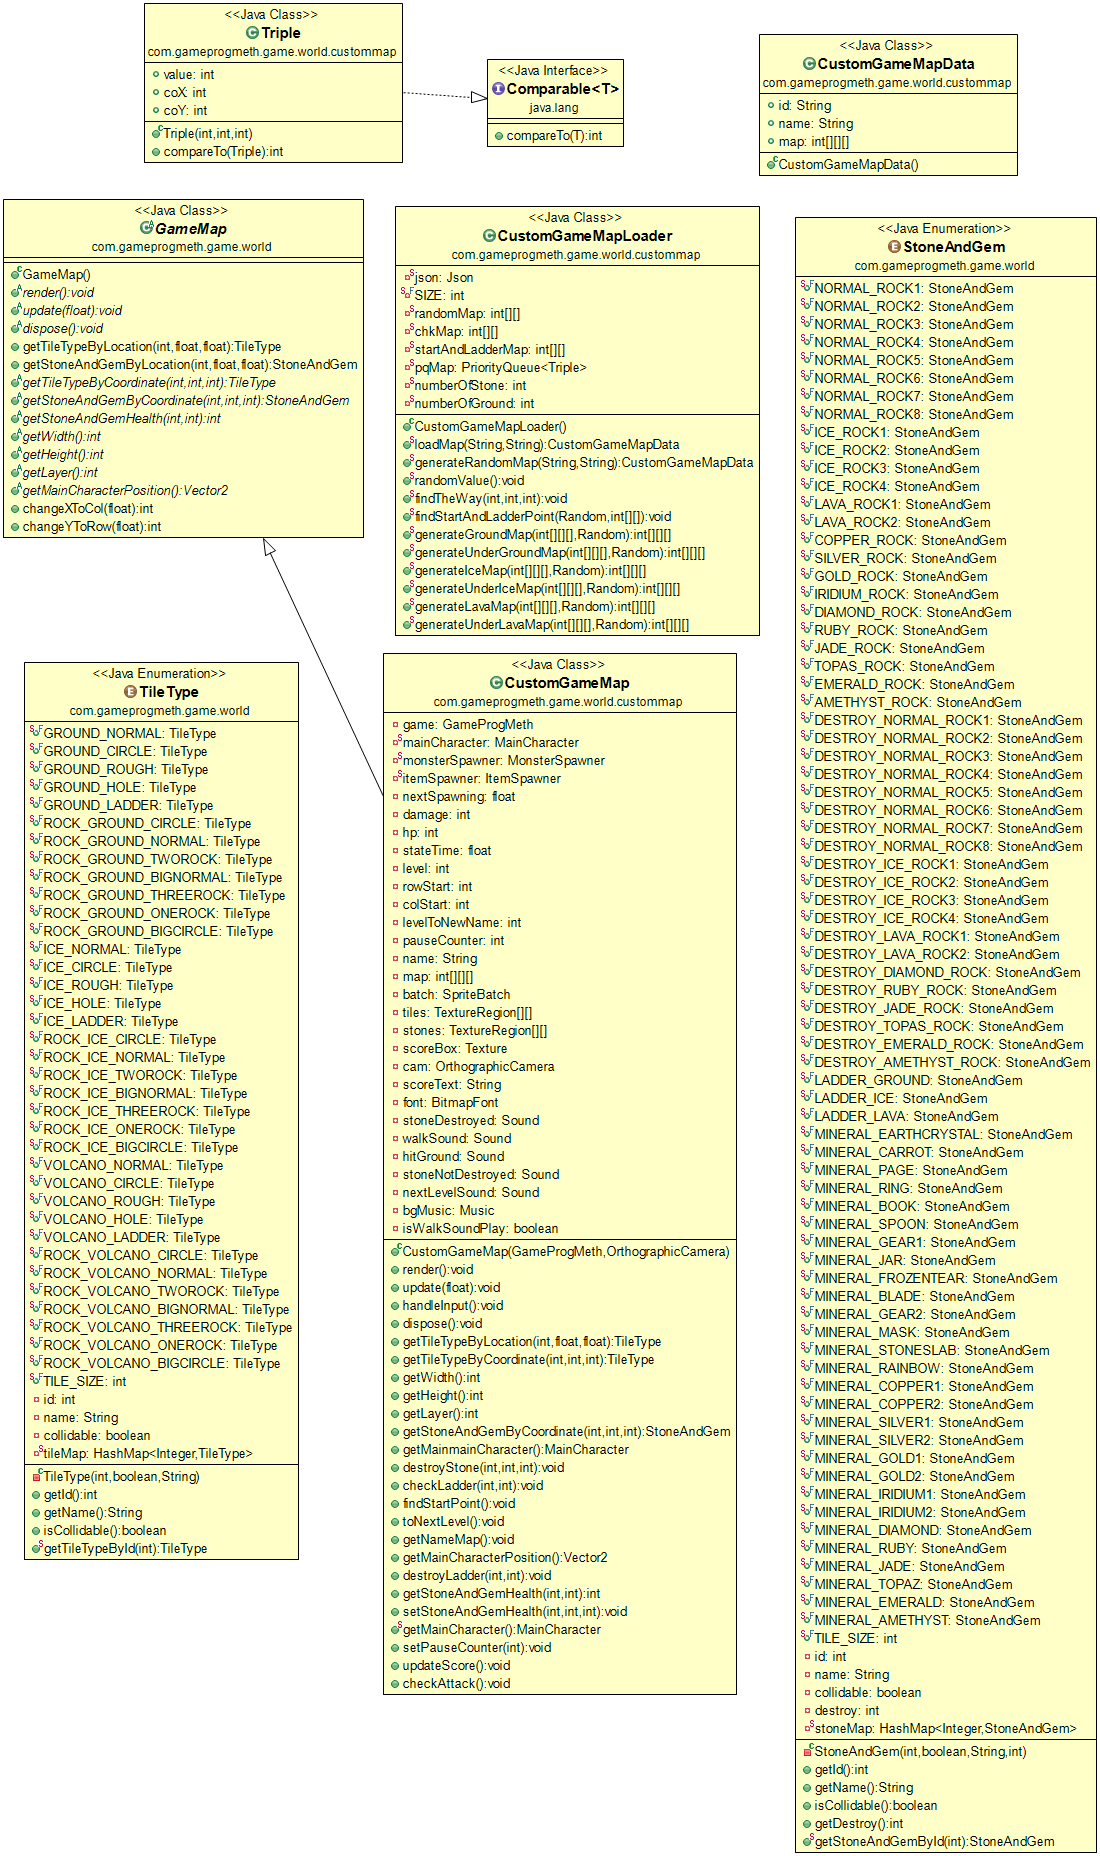 <<Java Class>>
Triple
com.gameprogmeth.game.world.custommap
value: int
coX: int
coY: int
Triple(int,int,int)
compareTo(Triple):int
<<Java Interface>>
Comparable<T>
java.lang
compareTo(T):int
<<Java Class>>
CustomGameMapData
com.gameprogmeth.game.world.custommap
id: String
name: String
map: int[][][]
CustomGameMapData()
<<Java Class>>
GameMap
com.gameprogmeth.game.world
GameMap()
render():void
update(float):void
dispose():void
getTileTypeByLocation(int,float,float):TileType
getStoneAndGemByLocation(int,float,float):StoneAndGem
getTileTypeByCoordinate(int,int,int):TileType
getStoneAndGemByCoordinate(int,int,int):StoneAndGem
getStoneAndGemHealth(int,int):int
getWidth():int
getHeight():int
getLayer():int
getMainCharacterPosition():Vector2
changeXToCol(float):int
changeYToRow(float):int
<<Java Class>>
CustomGameMapLoader
com.gameprogmeth.game.world.custommap
json: Json
SIZE: int
randomMap: int[][]
chkMap: int[][]
startAndLadderMap: int[][]
pqMap: PriorityQueue<Triple>
numberOfStone: int
numberOfGround: int
CustomGameMapLoader()
loadMap(String,String):CustomGameMapData
generateRandomMap(String,String):CustomGameMapData
randomValue():void
findTheWay(int,int,int):void
findStartAndLadderPoint(Random,int[][]):void
generateGroundMap(int[][][],Random):int[][][]
generateUnderGroundMap(int[][][],Random):int[][][]
generateIceMap(int[][][],Random):int[][][]
generateUnderIceMap(int[][][],Random):int[][][]
generateLavaMap(int[][][],Random):int[][][]
generateUnderLavaMap(int[][][],Random):int[][][]
<<Java Enumeration>>
StoneAndGem
com.gameprogmeth.game.world
NORMAL_ROCK1: StoneAndGem
NORMAL_ROCK2: StoneAndGem
NORMAL_ROCK3: StoneAndGem
NORMAL_ROCK4: StoneAndGem
NORMAL_ROCK5: StoneAndGem
NORMAL_ROCK6: StoneAndGem
NORMAL_ROCK7: StoneAndGem
NORMAL_ROCK8: StoneAndGem
ICE_ROCK1: StoneAndGem
ICE_ROCK2: StoneAndGem
ICE_ROCK3: StoneAndGem
ICE_ROCK4: StoneAndGem
LAVA_ROCK1: StoneAndGem
LAVA_ROCK2: StoneAndGem
COPPER_ROCK: StoneAndGem
SILVER_ROCK: StoneAndGem
GOLD_ROCK: StoneAndGem
IRIDIUM_ROCK: StoneAndGem
DIAMOND_ROCK: StoneAndGem
RUBY_ROCK: StoneAndGem
JADE_ROCK: StoneAndGem
TOPAS_ROCK: StoneAndGem
EMERALD_ROCK: StoneAndGem
AMETHYST_ROCK: StoneAndGem
DESTROY_NORMAL_ROCK1: StoneAndGem
DESTROY_NORMAL_ROCK2: StoneAndGem
DESTROY_NORMAL_ROCK3: StoneAndGem
DESTROY_NORMAL_ROCK4: StoneAndGem
DESTROY_NORMAL_ROCK5: StoneAndGem
DESTROY_NORMAL_ROCK6: StoneAndGem
DESTROY_NORMAL_ROCK7: StoneAndGem
DESTROY_NORMAL_ROCK8: StoneAndGem
DESTROY_ICE_ROCK1: StoneAndGem
DESTROY_ICE_ROCK2: StoneAndGem
DESTROY_ICE_ROCK3: StoneAndGem
DESTROY_ICE_ROCK4: StoneAndGem
DESTROY_LAVA_ROCK1: StoneAndGem
DESTROY_LAVA_ROCK2: StoneAndGem
DESTROY_DIAMOND_ROCK: StoneAndGem
DESTROY_RUBY_ROCK: StoneAndGem
DESTROY_JADE_ROCK: StoneAndGem
DESTROY_TOPAS_ROCK: StoneAndGem
DESTROY_EMERALD_ROCK: StoneAndGem
DESTROY_AMETHYST_ROCK: StoneAndGem
LADDER_GROUND: StoneAndGem
LADDER_ICE: StoneAndGem
LADDER_LAVA: StoneAndGem
MINERAL_EARTHCRYSTAL: StoneAndGem
MINERAL_CARROT: StoneAndGem
MINERAL_PAGE: StoneAndGem
MINERAL_RING: StoneAndGem
MINERAL_BOOK: StoneAndGem
MINERAL_SPOON: StoneAndGem
MINERAL_GEAR1: StoneAndGem
MINERAL_JAR: StoneAndGem
MINERAL_FROZENTEAR: StoneAndGem
MINERAL_BLADE: StoneAndGem
MINERAL_GEAR2: StoneAndGem
MINERAL_MASK: StoneAndGem
MINERAL_STONESLAB: StoneAndGem
MINERAL_RAINBOW: StoneAndGem
MINERAL_COPPER1: StoneAndGem
MINERAL_COPPER2: StoneAndGem
MINERAL_SILVER1: StoneAndGem
MINERAL_SILVER2: StoneAndGem
MINERAL_GOLD1: StoneAndGem
MINERAL_GOLD2: StoneAndGem
MINERAL_IRIDIUM1: StoneAndGem
MINERAL_IRIDIUM2: StoneAndGem
MINERAL_DIAMOND: StoneAndGem
MINERAL_RUBY: StoneAndGem
MINERAL_JADE: StoneAndGem
MINERAL_TOPAZ: StoneAndGem
MINERAL_EMERALD: StoneAndGem
MINERAL_AMETHYST: StoneAndGem
TILE_SIZE: int
id: int
name: String
collidable: boolean
destroy: int
stoneMap: HashMap<Integer,StoneAndGem>
StoneAndGem(int,boolean,String,int)
getId():int
getName():String
isCollidable():boolean
getDestroy():int
getStoneAndGemById(int):StoneAndGem
<<Java Enumeration>>
TileType
com.gameprogmeth.game.world
GROUND_NORMAL: TileType
GROUND_CIRCLE: TileType
GROUND_ROUGH: TileType
GROUND_HOLE: TileType
GROUND_LADDER: TileType
ROCK_GROUND_CIRCLE: TileType
ROCK_GROUND_NORMAL: TileType
ROCK_GROUND_TWOROCK: TileType
ROCK_GROUND_BIGNORMAL: TileType
ROCK_GROUND_THREEROCK: TileType
ROCK_GROUND_ONEROCK: TileType
ROCK_GROUND_BIGCIRCLE: TileType
ICE_NORMAL: TileType
ICE_CIRCLE: TileType
ICE_ROUGH: TileType
ICE_HOLE: TileType
ICE_LADDER: TileType
ROCK_ICE_CIRCLE: TileType
ROCK_ICE_NORMAL: TileType
ROCK_ICE_TWOROCK: TileType
ROCK_ICE_BIGNORMAL: TileType
ROCK_ICE_THREEROCK: TileType
ROCK_ICE_ONEROCK: TileType
ROCK_ICE_BIGCIRCLE: TileType
VOLCANO_NORMAL: TileType
VOLCANO_CIRCLE: TileType
VOLCANO_ROUGH: TileType
VOLCANO_HOLE: TileType
VOLCANO_LADDER: TileType
ROCK_VOLCANO_CIRCLE: TileType
ROCK_VOLCANO_NORMAL: TileType
ROCK_VOLCANO_TWOROCK: TileType
ROCK_VOLCANO_BIGNORMAL: TileType
ROCK_VOLCANO_THREEROCK: TileType
ROCK_VOLCANO_ONEROCK: TileType
ROCK_VOLCANO_BIGCIRCLE: TileType
TILE_SIZE: int
id: int
name: String
collidable: boolean
tileMap: HashMap<Integer,TileType>
TileType(int,boolean,String)
getId():int
getName():String
isCollidable():boolean
getTileTypeById(int):TileType
<<Java Class>>
CustomGameMap
com.gameprogmeth.game.world.custommap
game: GameProgMeth
mainCharacter: MainCharacter
monsterSpawner: MonsterSpawner
itemSpawner: ItemSpawner
nextSpawning: float
damage: int
hp: int
stateTime: float
level: int
rowStart: int
colStart: int
levelToNewName: int
pauseCounter: int
name: String
map: int[][][]
batch: SpriteBatch
tiles: TextureRegion[][]
stones: TextureRegion[][]
scoreBox: Texture
cam: OrthographicCamera
scoreText: String
font: BitmapFont
stoneDestroyed: Sound
walkSound: Sound
hitGround: Sound
stoneNotDestroyed: Sound
nextLevelSound: Sound
bgMusic: Music
isWalkSoundPlay: boolean
CustomGameMap(GameProgMeth,OrthographicCamera)
render():void
update(float):void
handleInput():void
dispose():void
getTileTypeByLocation(int,float,float):TileType
getTileTypeByCoordinate(int,int,int):TileType
getWidth():int
getHeight():int
getLayer():int
getStoneAndGemByCoordinate(int,int,int):StoneAndGem
getMainmainCharacter():MainCharacter
destroyStone(int,int,int):void
checkLadder(int,int):void
findStartPoint():void
toNextLevel():void
getNameMap():void
getMainCharacterPosition():Vector2
destroyLadder(int,int):void
getStoneAndGemHealth(int,int):int
setStoneAndGemHealth(int,int,int):void
getMainCharacter():MainCharacter
setPauseCounter(int):void
updateScore():void
checkAttack():void